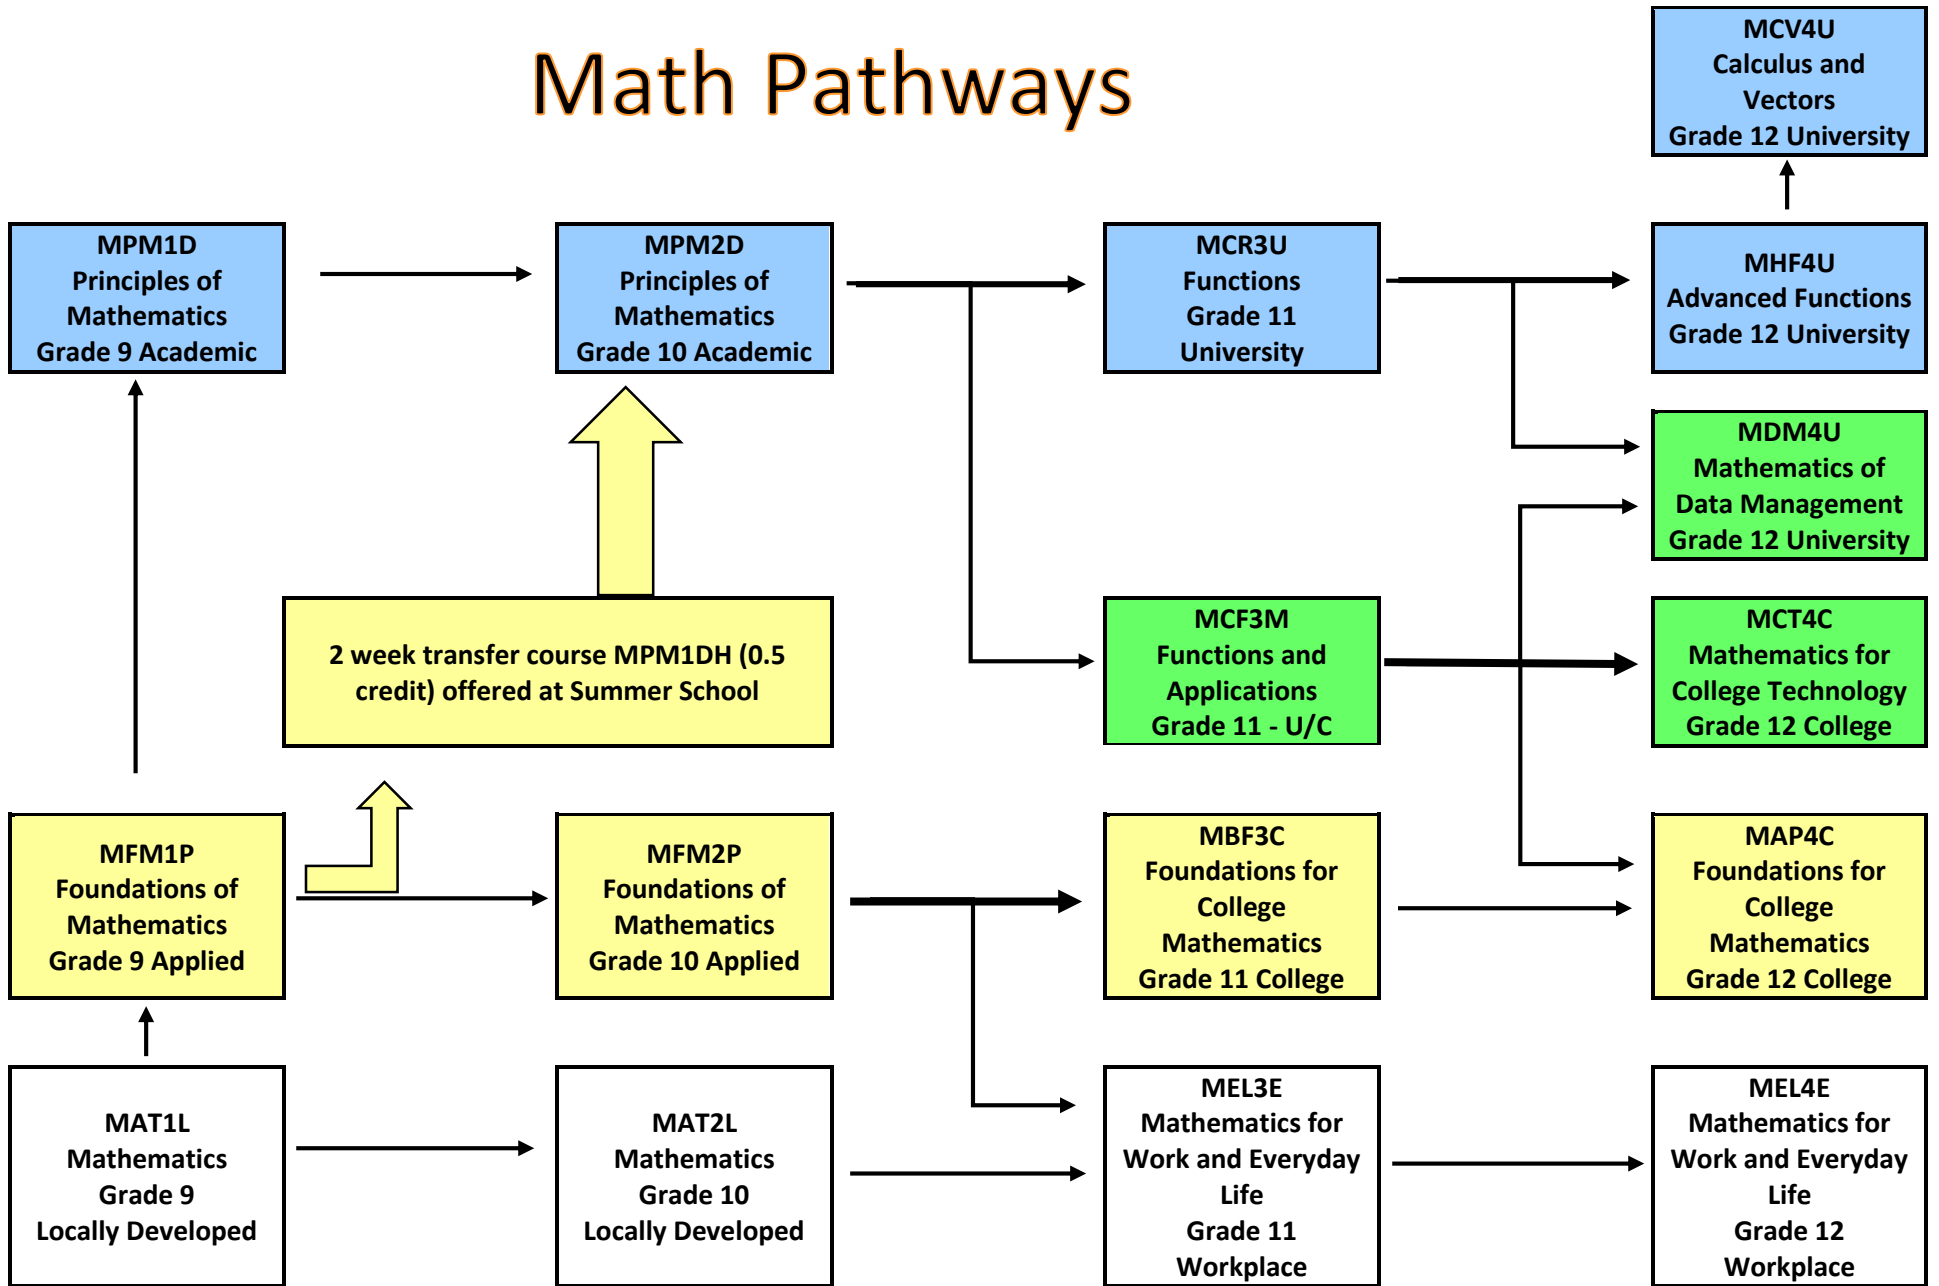 Math Pathways
MCV4U
Calculus and
Vectors
Grade 12 University
MPM1D
Principles of
Mathematics
Grade 9 Academic
MPM2D
Principles of
Mathematics
Grade 10 Academic
MCR3U
Functions
Grade 11
University
MHF4U
Advanced Functions
Grade 12 University
MDM4U
Mathematics of
Data Management
Grade 12 University
2 week transfer course MPM1DH (0.5
credit) offered at Summer School
MCF3M
Functions and
Applications
Grade 11 - U/C
MCT4C
Mathematics for
College Technology
Grade 12 College
MFM1P
Foundations of
Mathematics
Grade 9 Applied
MFM2P
Foundations of
Mathematics
Grade 10 Applied
MBF3C
Foundations for
College
Mathematics
Grade 11 College
MAP4C
Foundations for
College
Mathematics
Grade 12 College
MAT1L
Mathematics
Grade 9
Locally Developed
MAT2L
Mathematics
Grade 10
Locally Developed
MEL3E
Mathematics for
Work and Everyday
Life
Grade 11
Workplace
MEL4E
Mathematics for
Work and Everyday
Life
Grade 12
Workplace